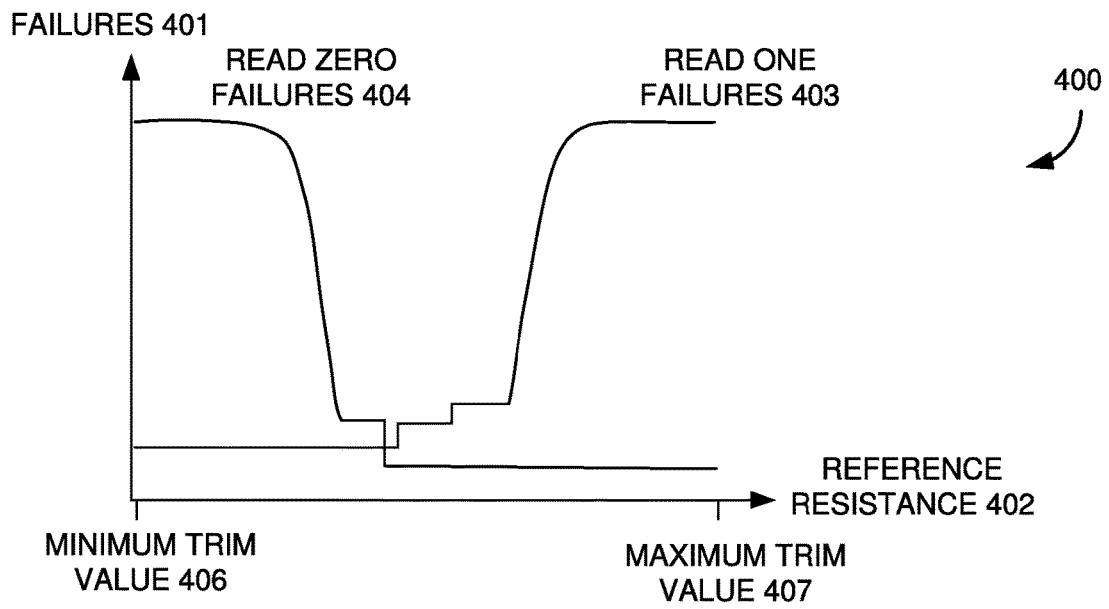 FAILURES 401
READ ZERO
FAILURES 404
READ ONE
FAILURES 403
400
REFERENCE
RESISTANCE 402
MINIMUM TRIM
VALUE 406
MAXIMUM TRIM
VALUE 407